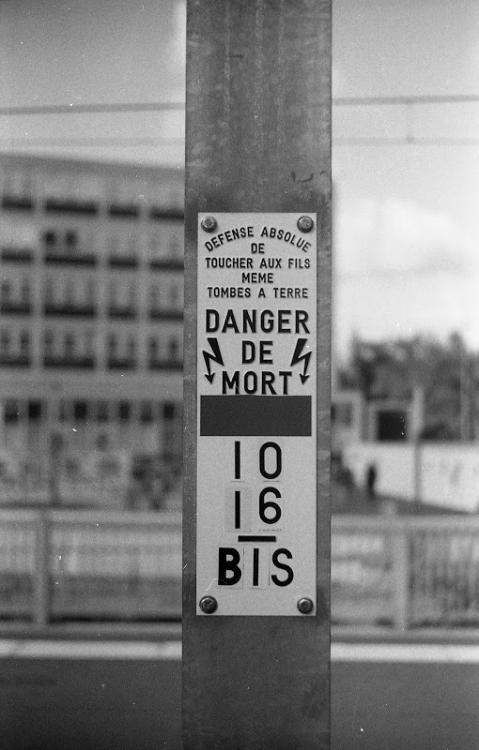 DEFENSE ABSOLUE
DE
TOUCHER AUX FILS
MEME
TOMBES A TERRE
DANGER
DE
MORT
10
16
BIS